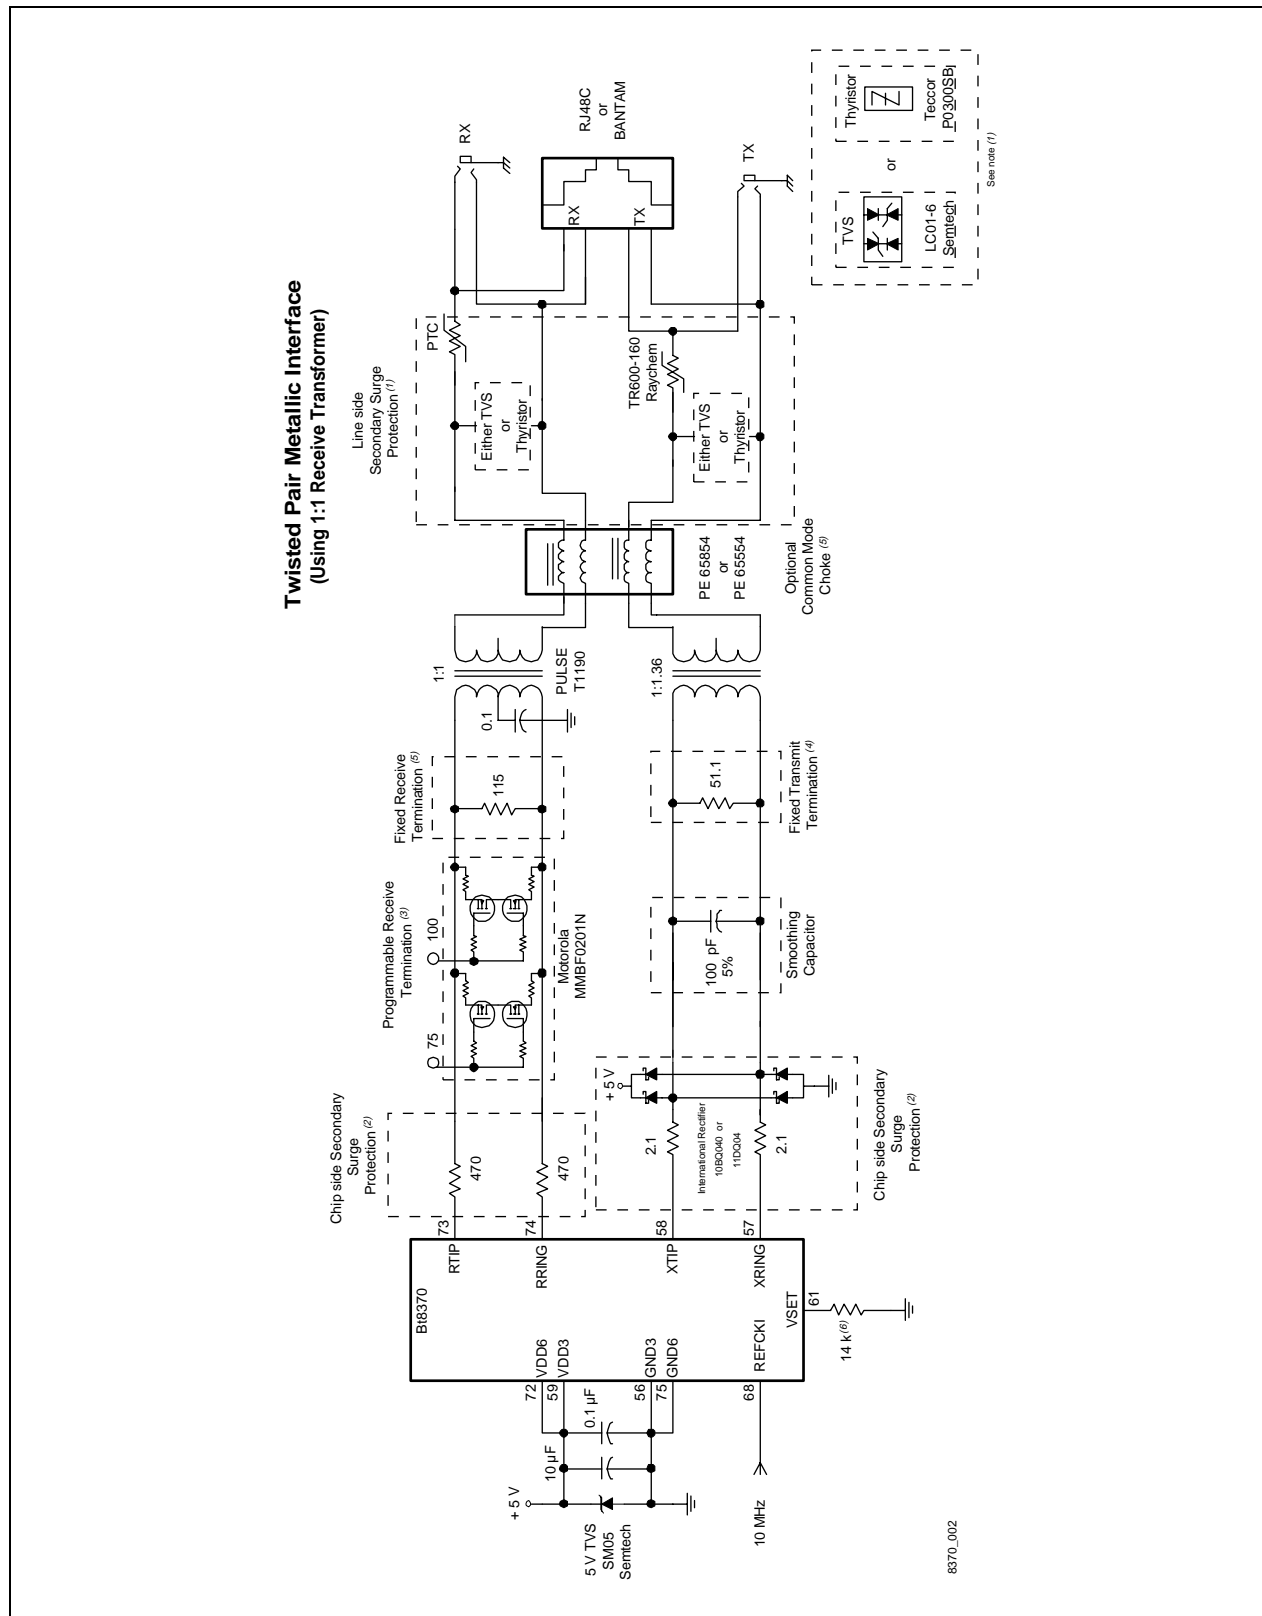 Twisted Pair Metallic Interface
(Using 1:1 Receive Transformer)
Chip side Secondary
Surge
Protection (2)
Programmable Receive
Termination (3)
Fixed Receive
Termination (5)
Line side
Secondary Surge
Protection (1)
75
100
470
470
115
0.1
1:1
PTC
RX
Motorola
MMBF0201N
PULSE
T1190
Either TVS
or
Thyristor
RJ48C
or
BANTAM
RX
TX
Bt8370
RTIP
73
RRING
74
XTIP
58
XRING
57
VDD6
72
VDD3
59
GND3
56
GND6
75
REFCKI
68
VSET
61
14 k (6)
+ 5 V
10 µF
0.1 µF
5 V TVS
SM05
Semtech
10 MHz
2.1
2.1
International Rectifier
10BQ040 or
11DQ04
+ 5 V
Chip side Secondary
Surge
Protection (2)
100 pF
5%
Smoothing
Capacitor
51.1
Fixed Transmit
Termination (4)
1:1.36
PE 65854
or
PE 65554
Optional
Common Mode
Choke (5)
TR600-160
Raychem
Either TVS
or
Thyristor
TX
TVS
LC01-6
Semtech
or
Thyristor
Teccor
P0300SB
See note (1)
8370_002